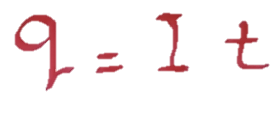 q = I t